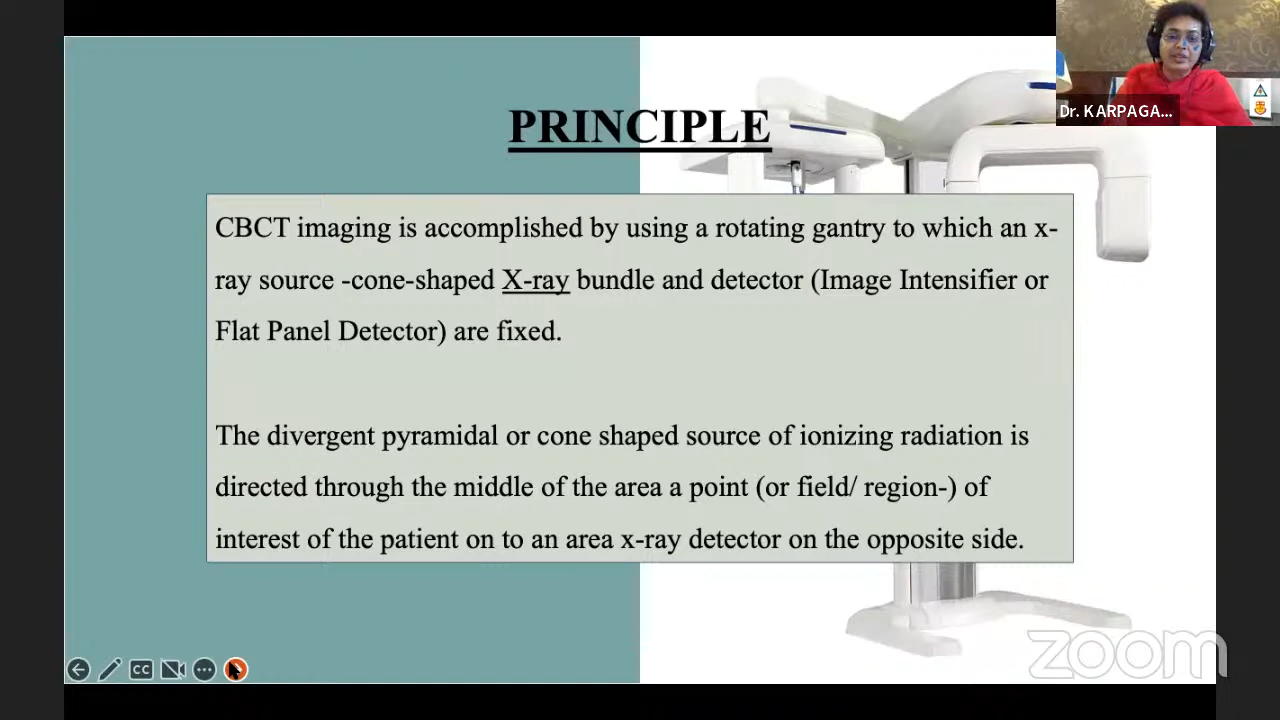 Dr. KARPAGA...
PRINCIPLE
CBCT imaging is accomplished by using a rotating gantry to which an x-
ray source -cone-shaped X-ray bundle and detector (Image Intensifier or
Flat Panel Detector) are fixed.
The divergent pyramidal or cone shaped source of ionizing radiation is
directed through the middle of the area a point (or field/ region-) of
interest of the patient on to an area x-ray detector on the opposite side.
CC
zoom